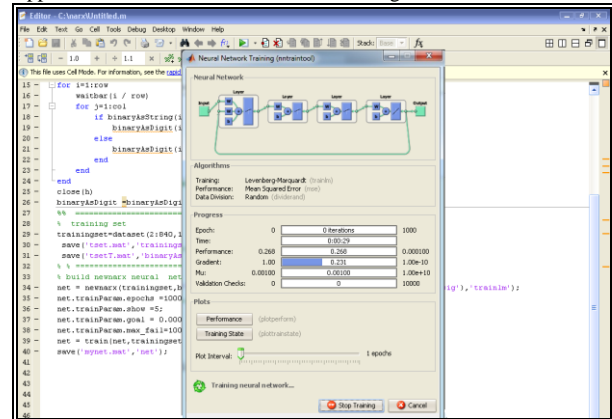 Editor - C:\narx\Untitled.m
File Edit Text Go Cell Tools Debug Desktop Window Help
Stack: Base
- 1.0 + ÷ 1.1 ×
This file uses Cell Mode. For information, see the rapid
15 - for i=1:row
16 - waitbar(i / row)
17 - for j=1:col
18 - if binaryAsString(i
19 - binaryAsDigit(i
20 - else
21 - binaryAsDigit(i
22 - end
23 - end
24 - end
25 - close(h)
26 - binaryAsDigit =binaryAsDigi
27 %%
28 % training set
29 - trainingset=dataset(2:840,1
30 - save('tset.mat','trainings
31 - save('tsetT.mat','binaryAs
32 % %
33 % build newnarx neural net
34 - net = newnarx(trainingset,b
ig'),'trainlm');
35 - net.trainParam.epochs =1000
36 - net.trainParam.show =5;
37 - net.trainParam.goal = 0.000
38 - net.trainParam.max_fail=100
39 - net = train(net,trainingset
40 - save('mynet.mat','net');
41
42
43
44
45
46
Neural Network Training (nntraintool)
Neural Network
Layer Layer Layer
Input Output
Algorithms
Training: Levenberg-Marquardt (trainlm)
Performance: Mean Squared Error (mse)
Data Division: Random (dividerand)
Progress
Epoch: 0 0 iterations 1000
Time: 0:00:29
Performance: 0.268 0.268 0.000100
Gradient: 1.00 0.231 1.00e-10
Mu: 0.00100 0.00100 1.00e+10
Validation Checks: 0 0 10000
Plots
Performance (plotperform)
Training State (plottrainstate)
Plot Interval: 1 epochs
Training neural network...
Stop Training Cancel